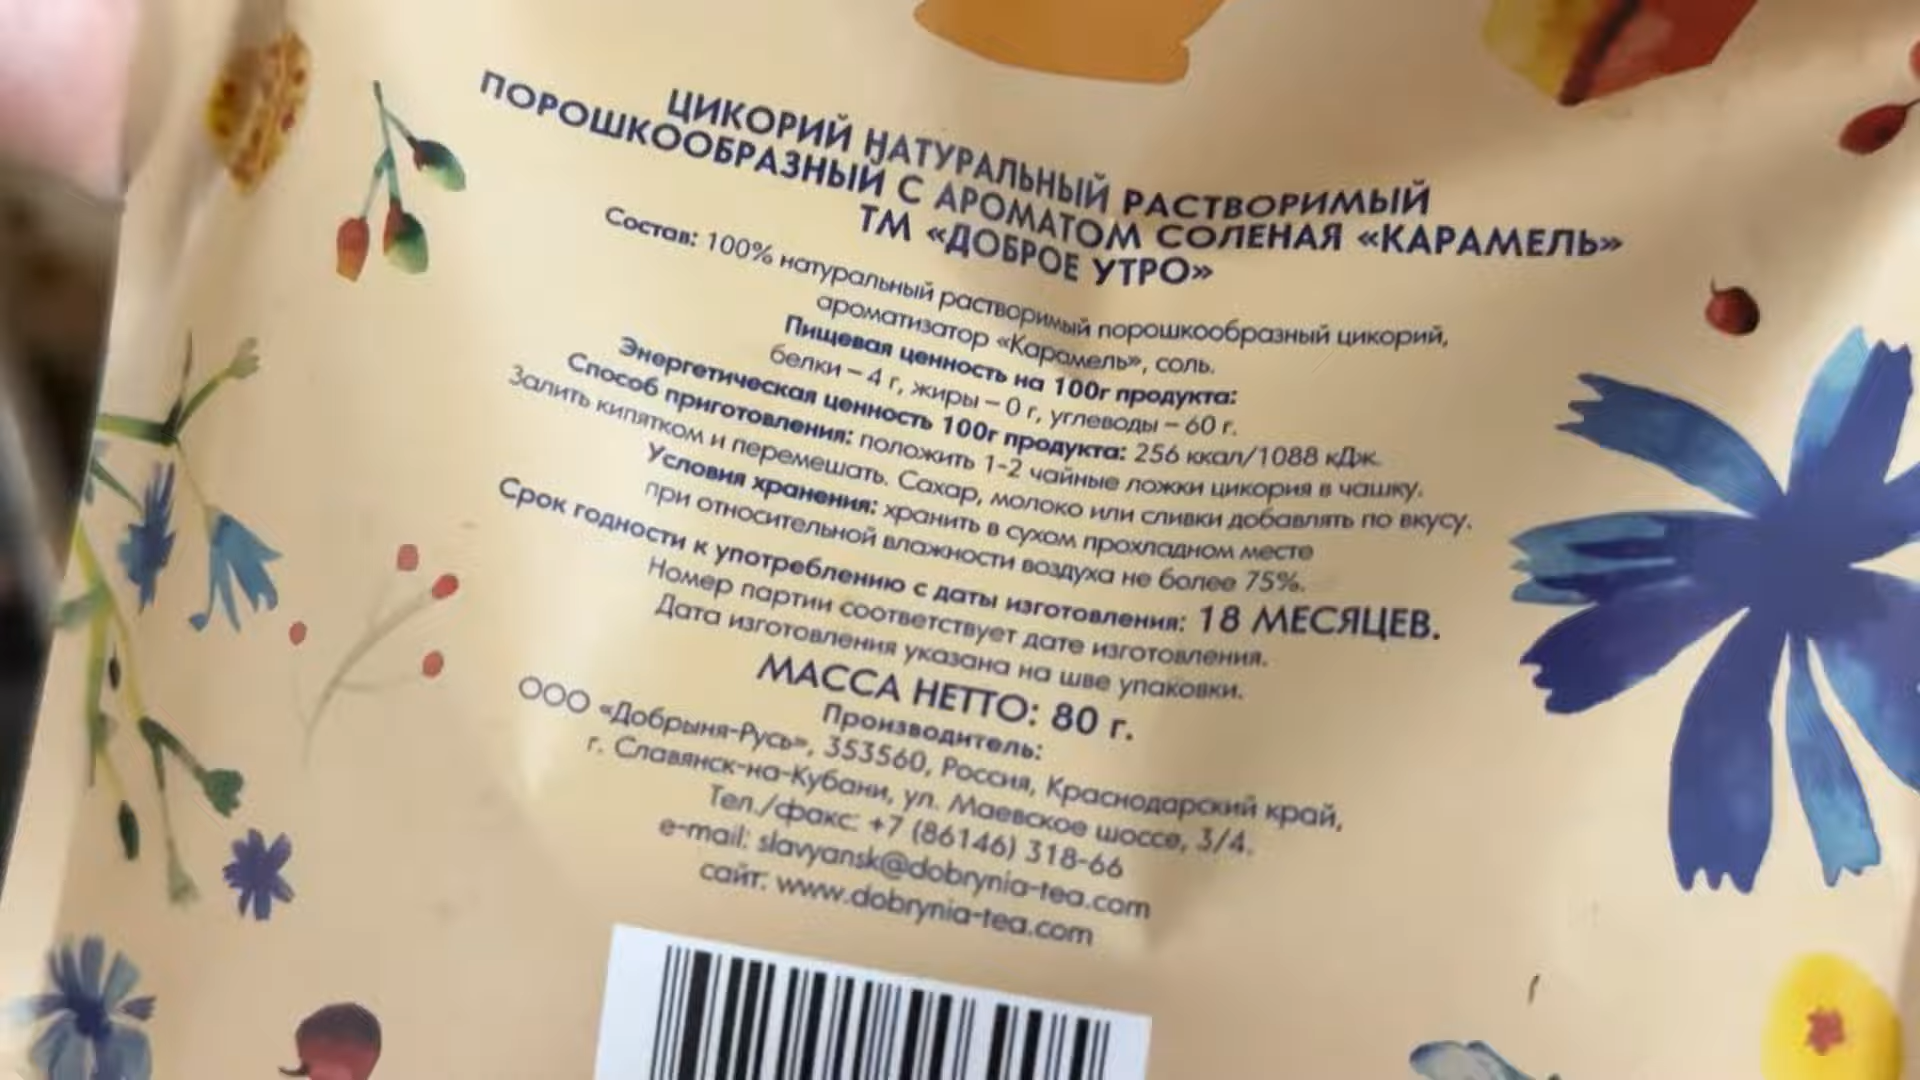 ЦИКОРИЙ НАТУРАЛЬНЫЙ РАСТВОРИМЫЙ
ПОРОШКООБРАЗНЫЙ С АРОМАТОМ СОЛЕНАЯ «КАРАМЕЛЬ»
ТМ «ДОБРОЕ УТРО»
Состав: 100% натуральный растворимый порошкообразный цикорий,
ароматизатор «Карамель», соль.
Пищевая ценность на 100г продукта:
белки – 4 г, жиры – 0 г, углеводы – 60 г.
Энергетическая ценность 100г продукта: 256 ккал/1088 кДж.
Способ приготовления: положить 1-2 чайные ложки цикория в чашку.
Залить кипятком и перемешать. Сахар, молоко или сливки добавлять по вкусу.
Условия хранения: хранить в сухом прохладном месте
при относительной влажности воздуха не более 75%.
Срок годности к употреблению с даты изготовления: 18 МЕСЯЦЕВ.
Номер партии соответствует дате изготовления.
Дата изготовления указана на шве упаковки.
МАССА НЕТТО: 80 г.
Производитель:
ООО «Добрыня-Русь», 353560, Россия, Краснодарский край,
г. Славянск-на-Кубани, ул. Маевское шоссе, 3/4.
Тел./факс: +7 (86146) 318-66
e-mail: slavyansk@dobrynia-tea.com
сайт: www.dobrynia-tea.com